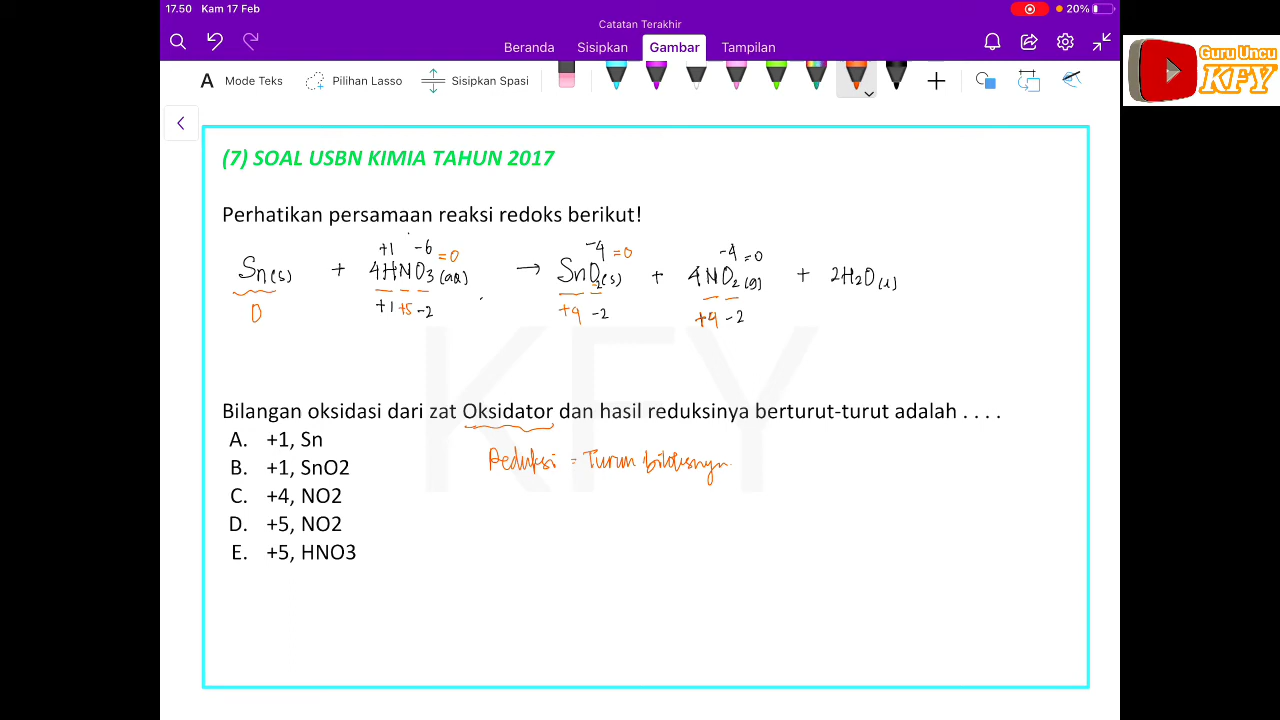 17.50 Kam 17 Feb
20%
Catatan Terakhir
Beranda Sisipkan Gambar Tampilan
Guru Uncu
KFY
A Mode Teks Pilihan Lasso Sisipkan Spasi
(7) SOAL USBN KIMIA TAHUN 2017
Perhatikan persamaan reaksi redoks berikut!
+1 -6 =0 -4 =0 -4 =0
Sn(s) + 4HNO3(aq) → SnO2(s) + 4NO2(g) + 2H2O(l)
0 +1 +5 -2 +4 -2 +4 -2
KFY
Bilangan oksidasi dari zat Oksidator dan hasil reduksinya berturut-turut adalah . . . .
A. +1, Sn
Reduksi = Turun biloksnya
B. +1, SnO2
C. +4, NO2
D. +5, NO2
E. +5, HNO3